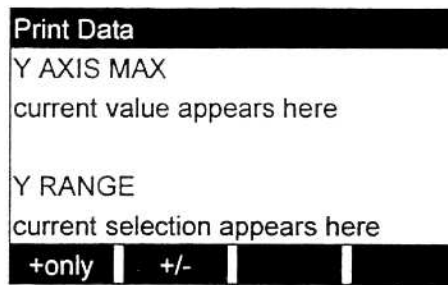 Print Data
Y AXIS MAX
current value appears here
Y RANGE
current selection appears here
+only +/-